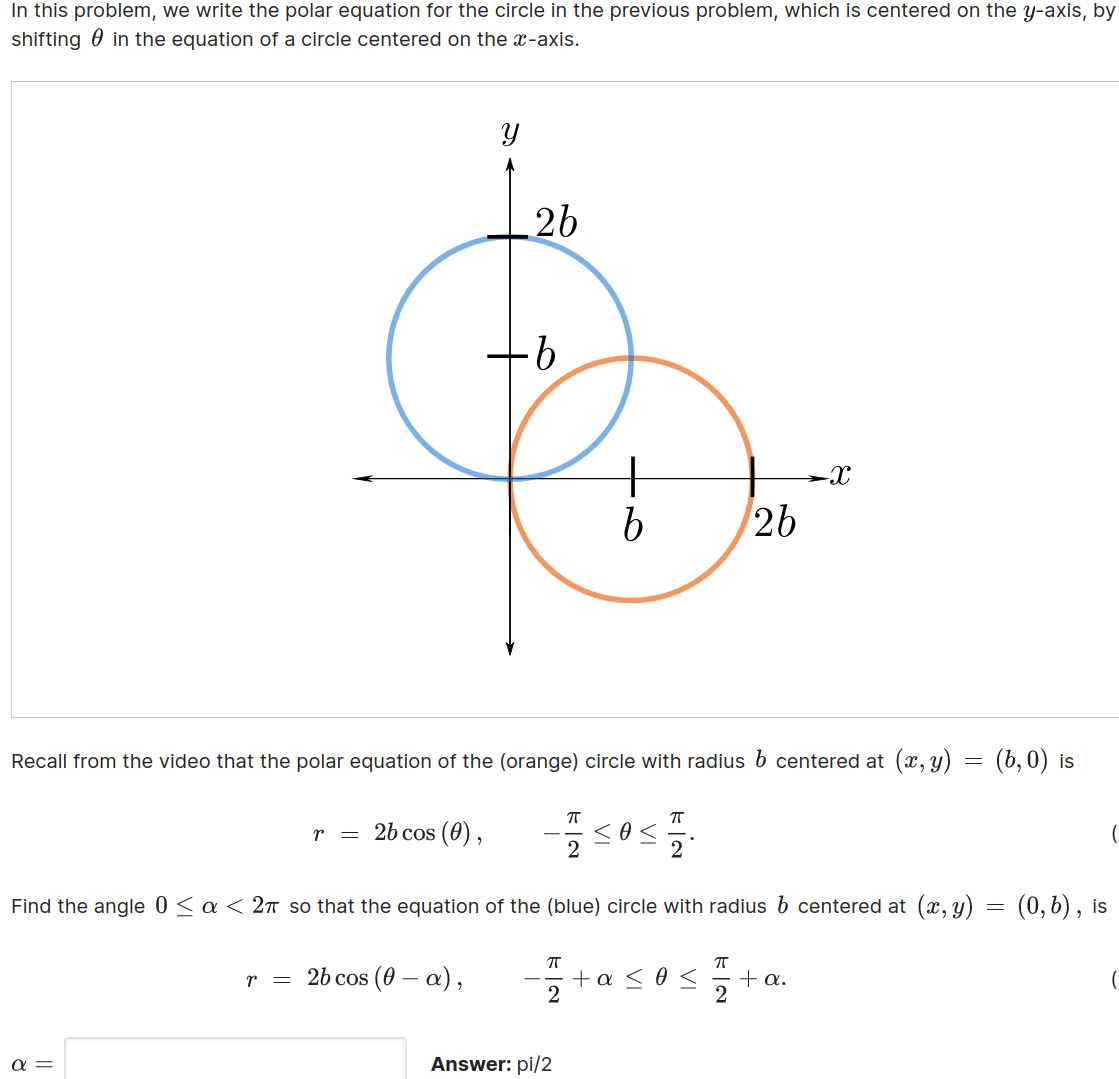 In this problem, we write the polar equation for the circle in the previous problem, which is centered on the y-axis, by
shifting θ in the equation of a circle centered on the x-axis.
y
2b
b
x
b
2b
Recall from the video that the polar equation of the (orange) circle with radius b centered at (x, y) = (b, 0) is
r = 2b cos (θ), −π/2 ≤ θ ≤ π/2. (
Find the angle 0 ≤ α < 2π so that the equation of the (blue) circle with radius b centered at (x, y) = (0, b), is
r = 2b cos (θ − α), −π/2 + α ≤ θ ≤ π/2 + α. (
α =
Answer: pi/2